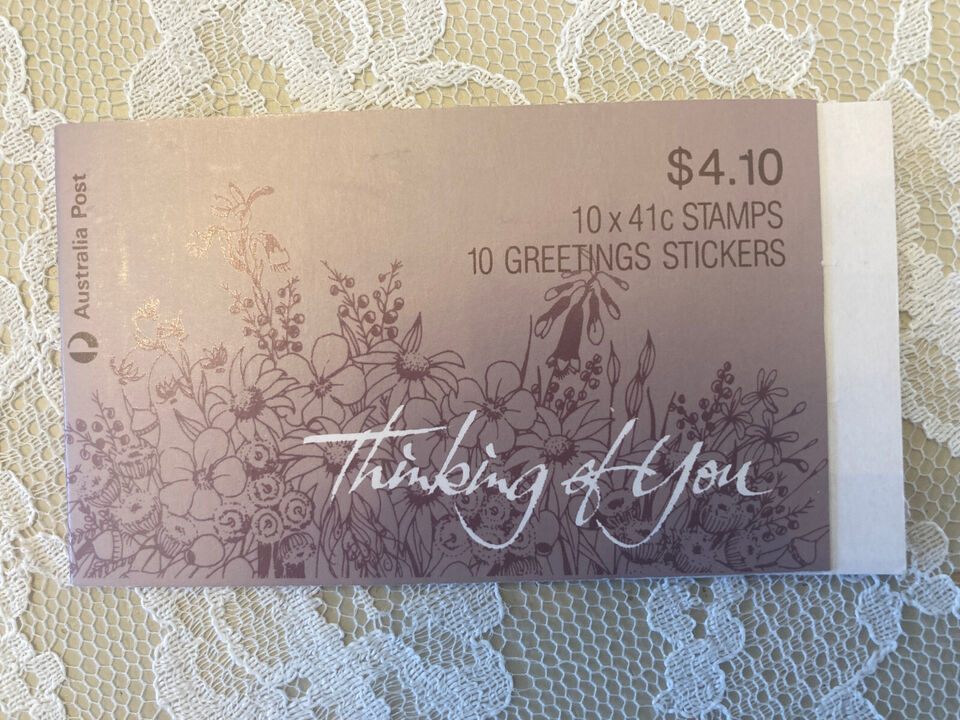 Australia Post
$4.10
10 x 41c STAMPS
10 GREETINGS STICKERS
Thinking of You